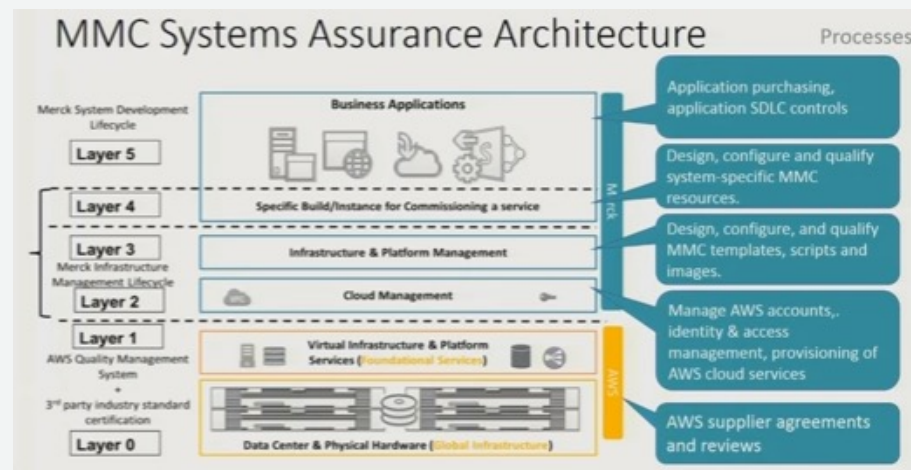 MMC Systems Assurance Architecture
Processes
Merck System Development
Lifecycle
Layer 5
Layer 4
Layer 3
Merck Infrastructure
Management Lifecycle
Layer 2
Layer 1
AWS Quality Management
System
+
3rd party industry standard
certification
Layer 0
Business Applications
Specific Build/Instance for Commissioning a service
Infrastructure & Platform Management
Cloud Management
Virtual Infrastructure & Platform
Services (Foundational Services)
Data Center & Physical Hardware (Global Infrastructure)
Merck
AWS
Application purchasing,
application SDLC controls
Design, configure and qualify
system-specific MMC
resources.
Design, configure, and qualify
MMC templates, scripts and
images.
Manage AWS accounts,.
identity & access
management, provisioning of
AWS cloud services
AWS supplier agreements
and reviews